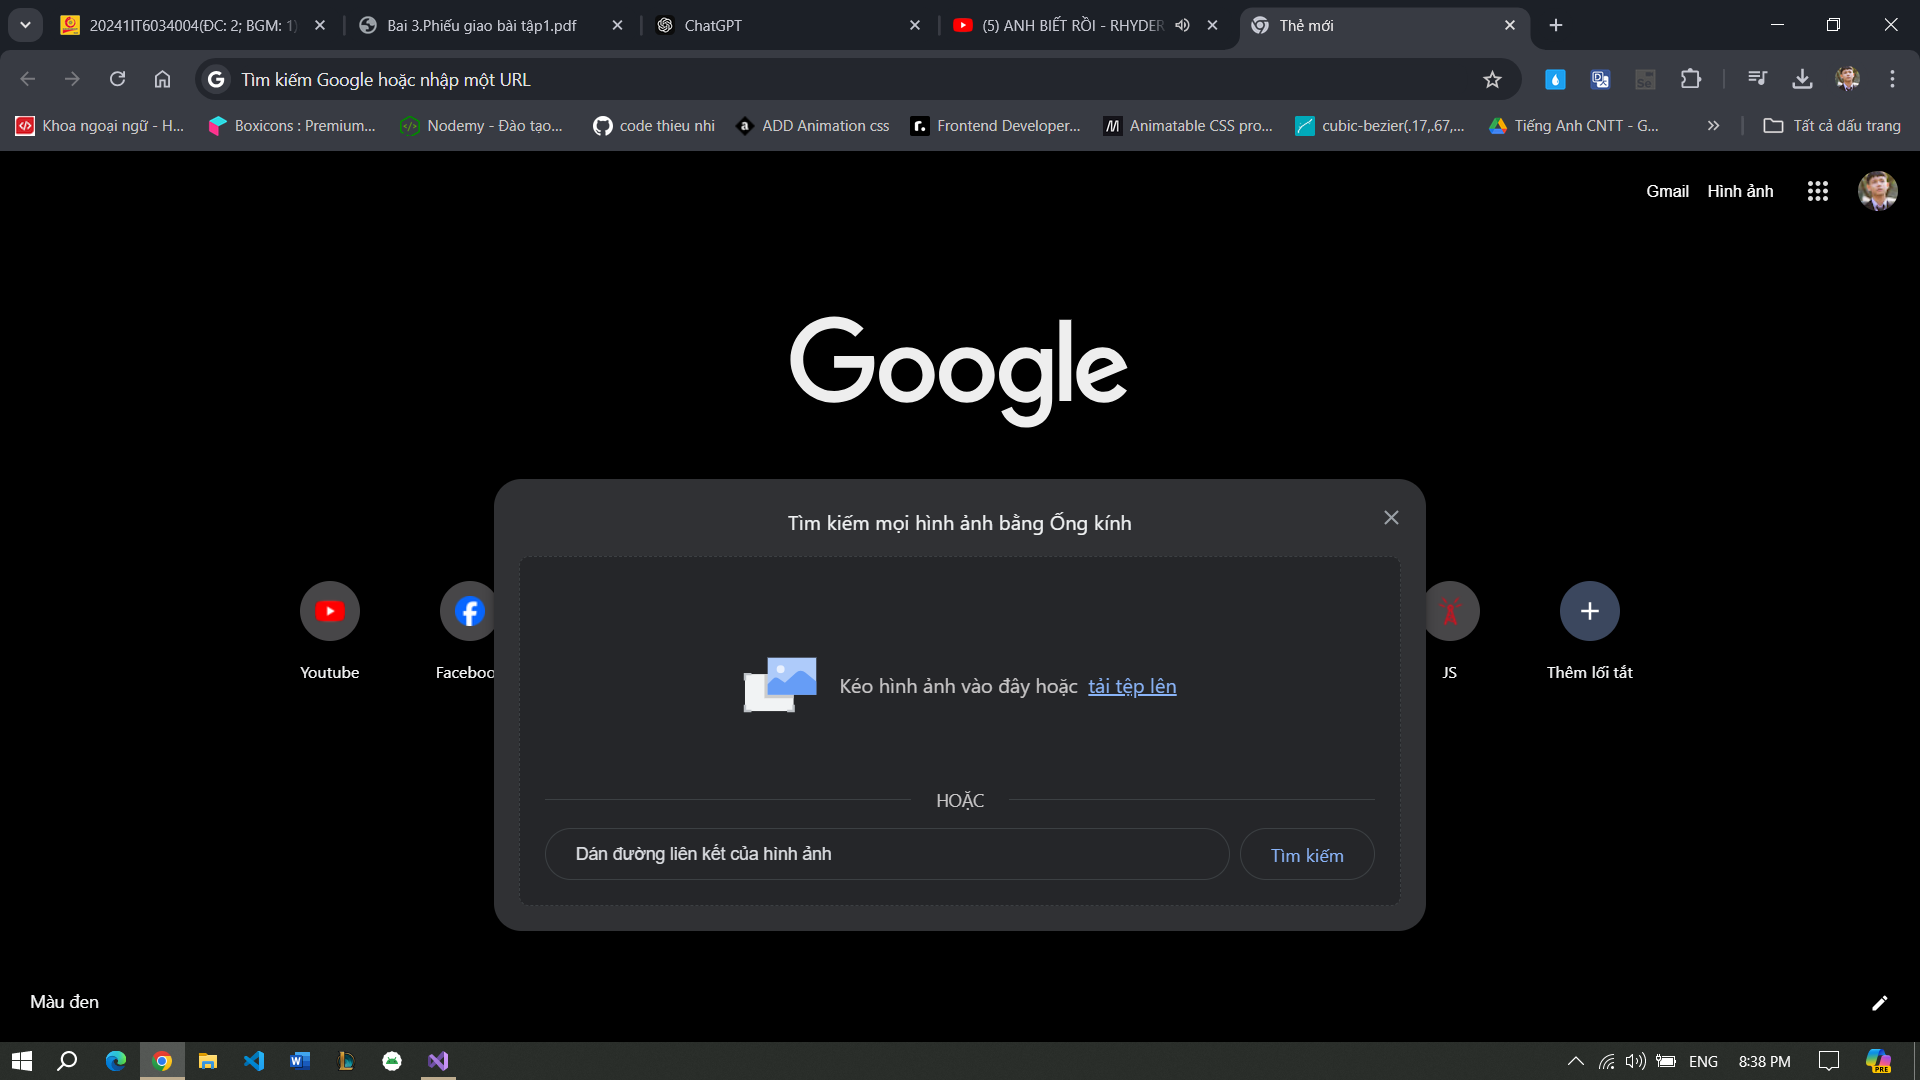 20241IT6034004(ĐC: 2; BGM: 1)
Bai 3.Phiếu giao bài tập1.pdf
ChatGPT
(5) ANH BIẾT RỒI - RHYDER
Thẻ mới
Tìm kiếm Google hoặc nhập một URL
Khoa ngoại ngữ - H...
Boxicons : Premium...
Nodemy - Đào tạo...
code thieu nhi
ADD Animation css
Frontend Developer...
Animatable CSS pro...
cubic-bezier(.17,.67,...
Tiếng Anh CNTT - G...
Tất cả dấu trang
Gmail
Hình ảnh
Google
Tìm kiếm mọi hình ảnh bằng Ống kính
Kéo hình ảnh vào đây hoặc tải tệp lên
Youtube
Faceboo
JS
Thêm lối tắt
HOẶC
Dán đường liên kết của hình ảnh
Tìm kiếm
Màu đen
ENG
8:38 PM
PRE